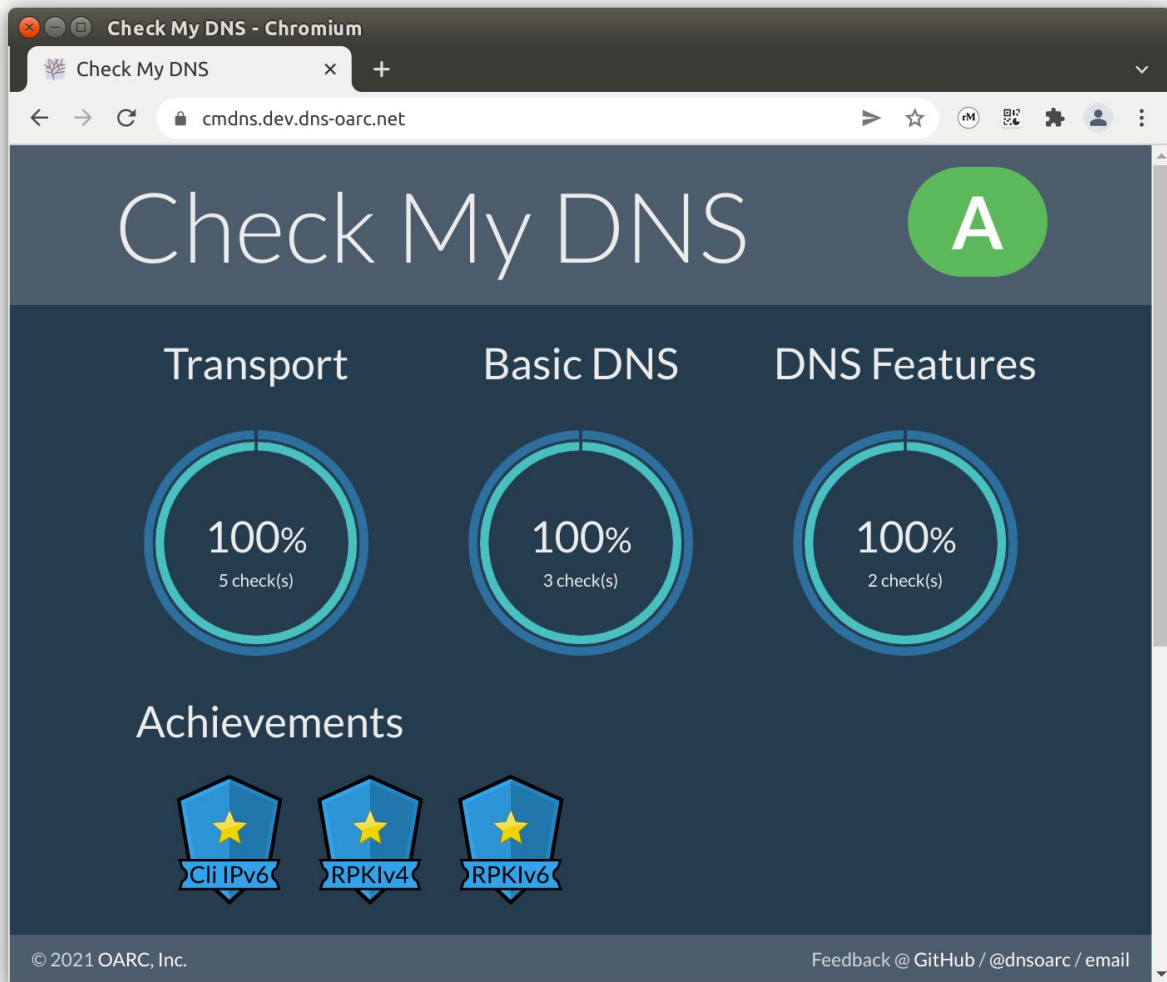 Check My DNS - Chromium
Check My DNS
cmdns.dev.dns-oarc.net
rM
Check My DNS
A
Transport
Basic DNS
DNS Features
100%
5 check(s)
100%
3 check(s)
100%
2 check(s)
Achievements
Cli IPv6
RPKIv4
RPKIv6
© 2021 OARC, Inc.
Feedback @ GitHub / @dnsoarc / email